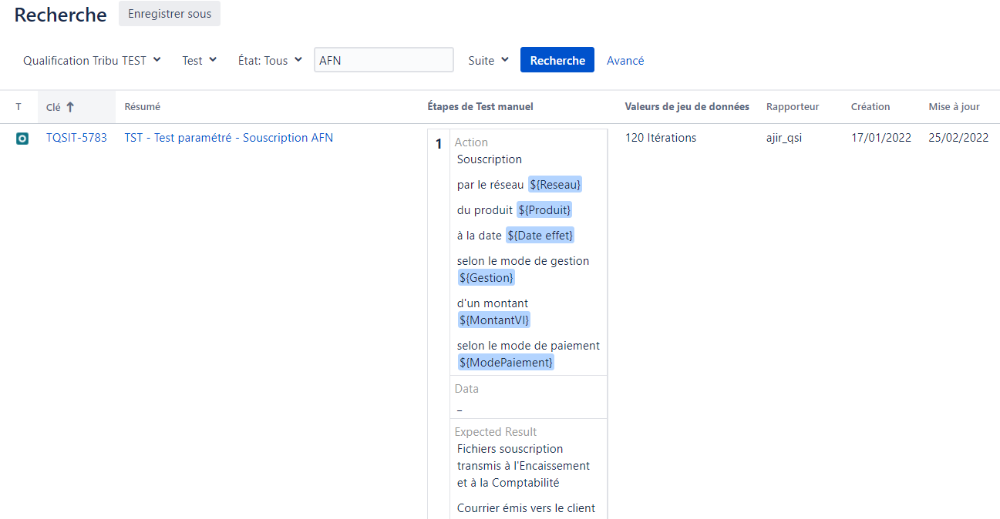 Recherche Enregistrer sous
Qualification Tribu TEST Test État: Tous AFN Suite Recherche Avancé
T Clé Résumé Étapes de Test manuel Valeurs de jeu de données Rapporteur Création Mise à jour
TQSIT-5783 TST - Test paramétré - Souscription AFN 120 Itérations ajir_qsi 17/01/2022 25/02/2022
1 Action
Souscription
par le réseau ${Reseau}
du produit ${Produit}
à la date ${Date effet}
selon le mode de gestion
${Gestion}
d'un montant
${MontantVI}
selon le mode de paiement
${ModePaiement}
Data
–
Expected Result
Fichiers souscription
transmis à l'Encaissement
et à la Comptabilité
Courrier émis vers le client